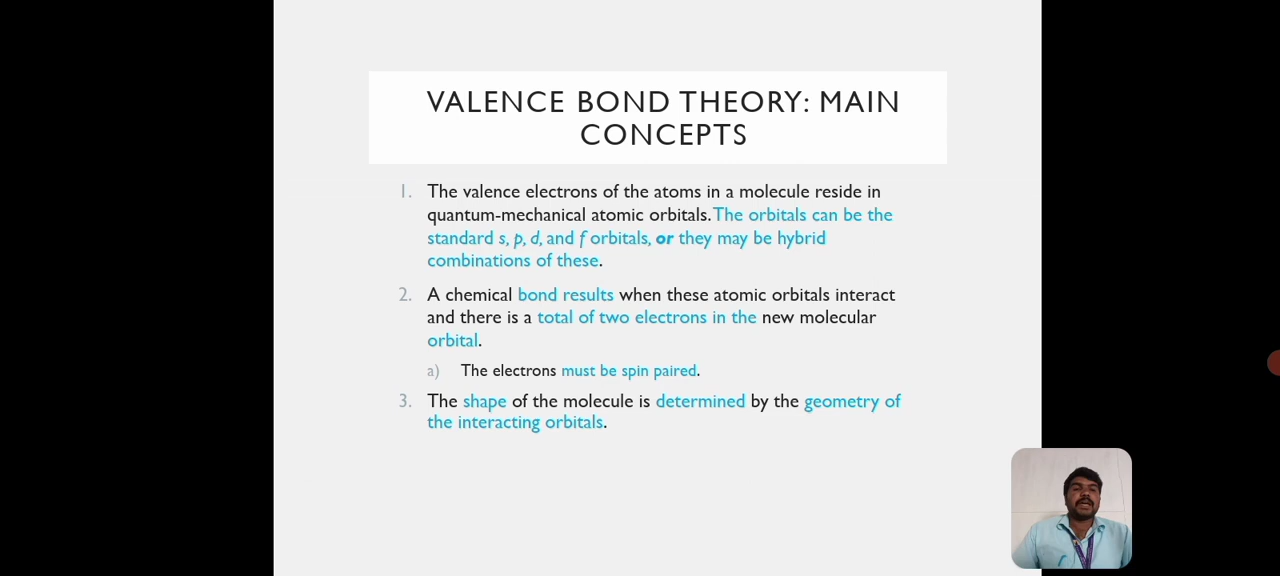 VALENCE BOND THEORY: MAIN
CONCEPTS
1. The valence electrons of the atoms in a molecule reside in
quantum-mechanical atomic orbitals. The orbitals can be the
standard s, p, d, and f orbitals, or they may be hybrid
combinations of these.
2. A chemical bond results when these atomic orbitals interact
and there is a total of two electrons in the new molecular
orbital.
a) The electrons must be spin paired.
3. The shape of the molecule is determined by the geometry of
the interacting orbitals.